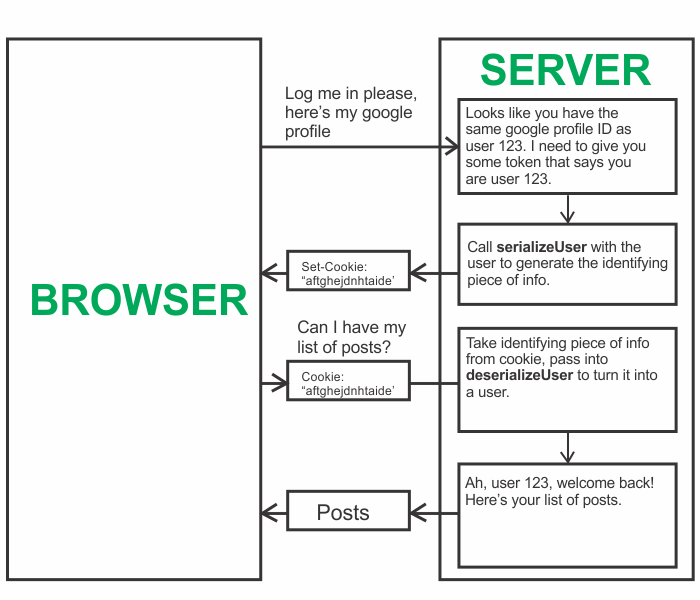 SERVER
Log me in please,
here's my google
profile
Looks like you have the
same google profile ID as
user 123. I need to give you
some token that says you
are user 123.
Set-Cookie:
“aftghejdnhtaide’
Call serializeUser with the
user to generate the identifying
piece of info.
BROWSER
Can I have my
list of posts?
Cookie:
“aftghejdnhtaide’
Take identifying piece of info
from cookie, pass into
deserializeUser to turn it into
a user.
Posts
Ah, user 123, welcome back!
Here's your list of posts.